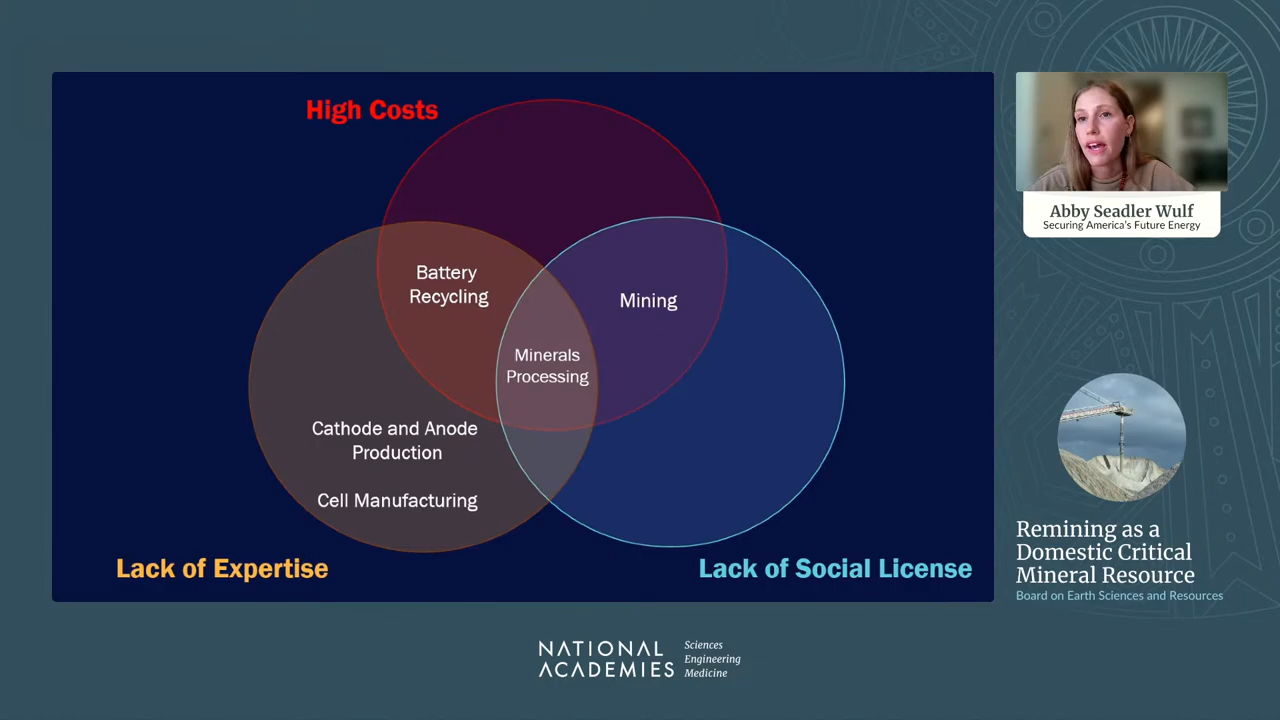 High Costs
Battery
Recycling
Mining
Minerals
Processing
Cathode and Anode
Production
Cell Manufacturing
Lack of Expertise
Lack of Social License
Abby Seadler Wulf
Securing America's Future Energy
Remining as a
Domestic Critical
Mineral Resource
Board on Earth Sciences and Resources
NATIONAL
ACADEMIES
Sciences
Engineering
Medicine